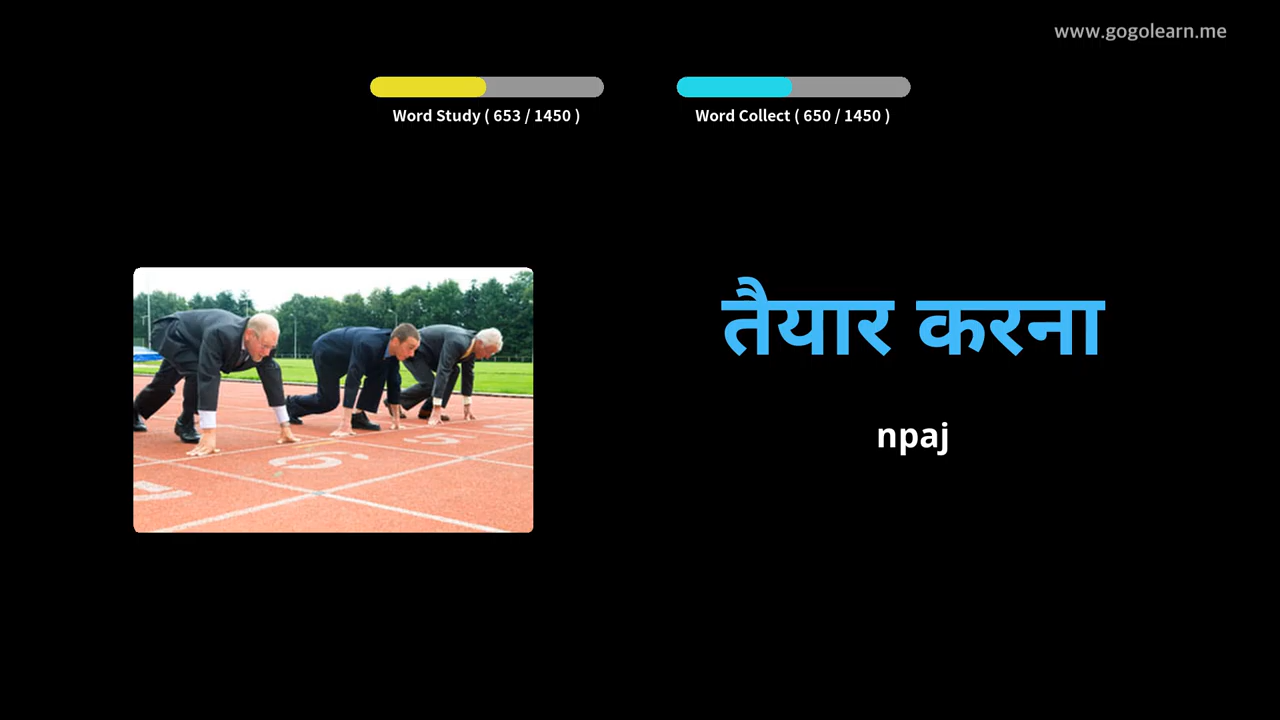 www.gogolearn.me
Word Study ( 653 / 1450 )
Word Collect ( 650 / 1450 )
तैयार करना
npaj